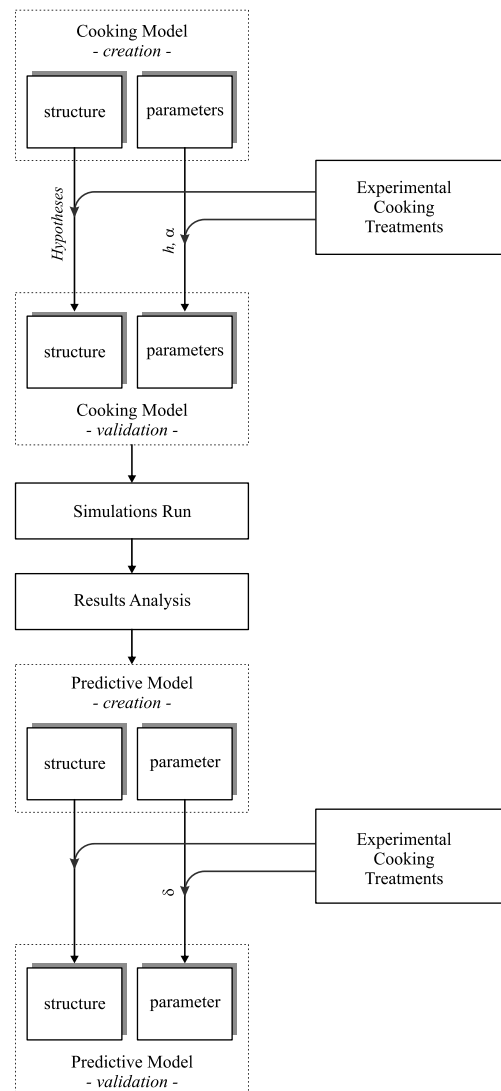 Cooking Model
- creation -
structure
parameters
Experimental
Cooking
Treatments
Hypotheses
h, α
structure
parameters
Cooking Model
- validation -
Simulations Run
Results Analysis
Predictive Model
- creation -
structure
parameter
Experimental
Cooking
Treatments
δ
structure
parameter
Predictive Model
- validation -